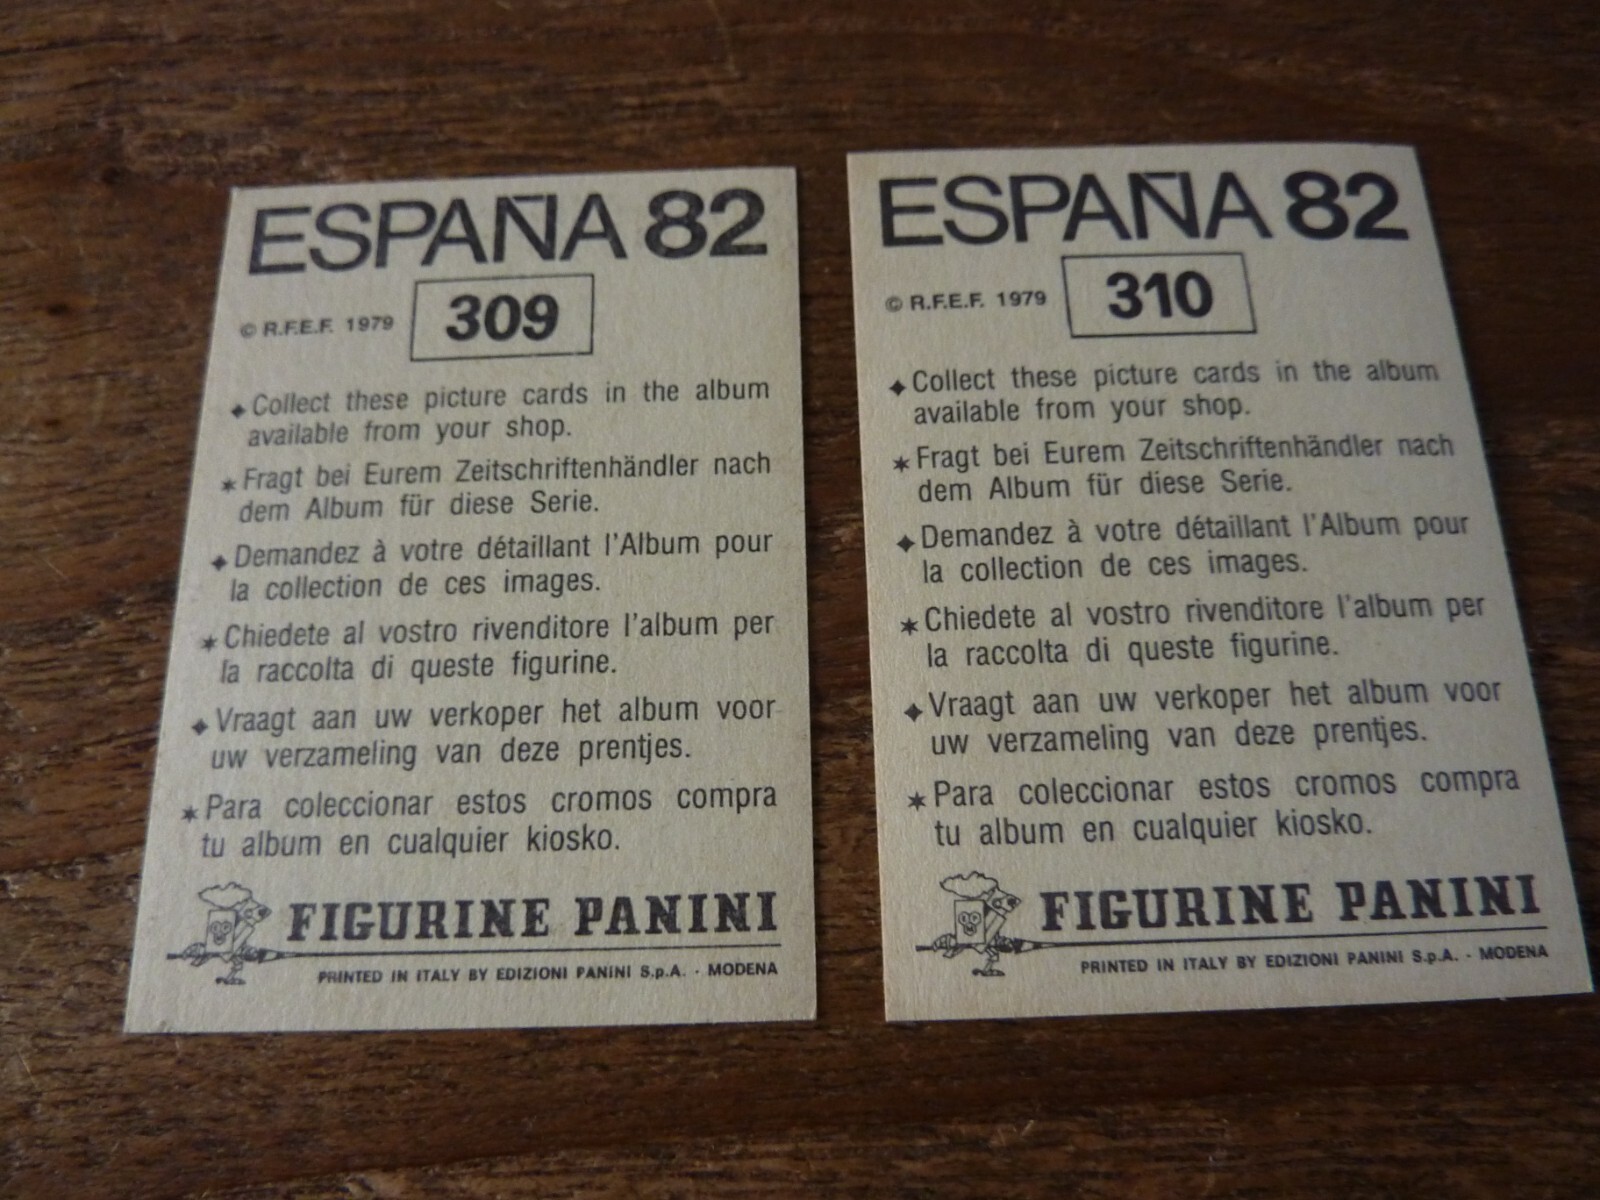 ESPAÑA 82
© R.F.E.F. 1979
309
✦ Collect these picture cards in the album
available from your shop.
✶ Fragt bei Eurem Zeitschriftenhändler nach
dem Album für diese Serie.
✦ Demandez à votre détaillant l'Album pour
la collection de ces images.
✶ Chiedete al vostro rivenditore l'album per
la raccolta di queste figurine.
✦ Vraagt aan uw verkoper het album voor
uw verzameling van deze prentjes.
✶ Para coleccionar estos cromos compra
tu album en cualquier kiosko.
FIGURINE PANINI
PRINTED IN ITALY BY EDIZIONI PANINI S.p.A. - MODENA
ESPAÑA 82
© R.F.E.F. 1979
310
✦ Collect these picture cards in the album
available from your shop.
✶ Fragt bei Eurem Zeitschriftenhändler nach
dem Album für diese Serie.
✦ Demandez à votre détaillant l'Album pour
la collection de ces images.
✶ Chiedete al vostro rivenditore l'album per
la raccolta di queste figurine.
✦ Vraagt aan uw verkoper het album voor
uw verzameling van deze prentjes.
✶ Para coleccionar estos cromos compra
tu album en cualquier kiosko.
FIGURINE PANINI
PRINTED IN ITALY BY EDIZIONI PANINI S.p.A. - MODENA